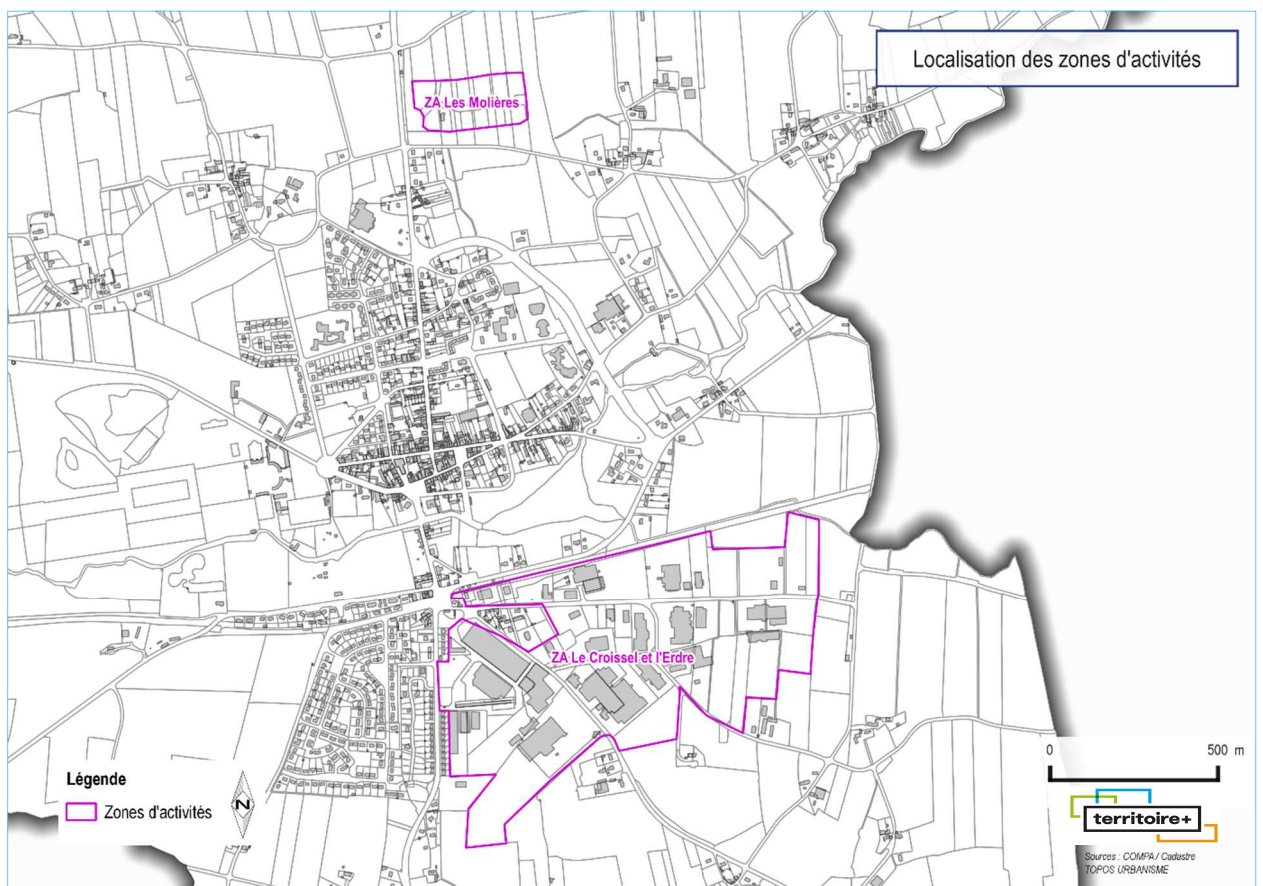 Localisation des zones d'activités
ZA Les Molières
ZA Le Croissel et l'Erdre
Légende
Zones d'activités
N
0 500 m
territoire+
Sources : COMPA / Cadastre
TOPOS URBANISME